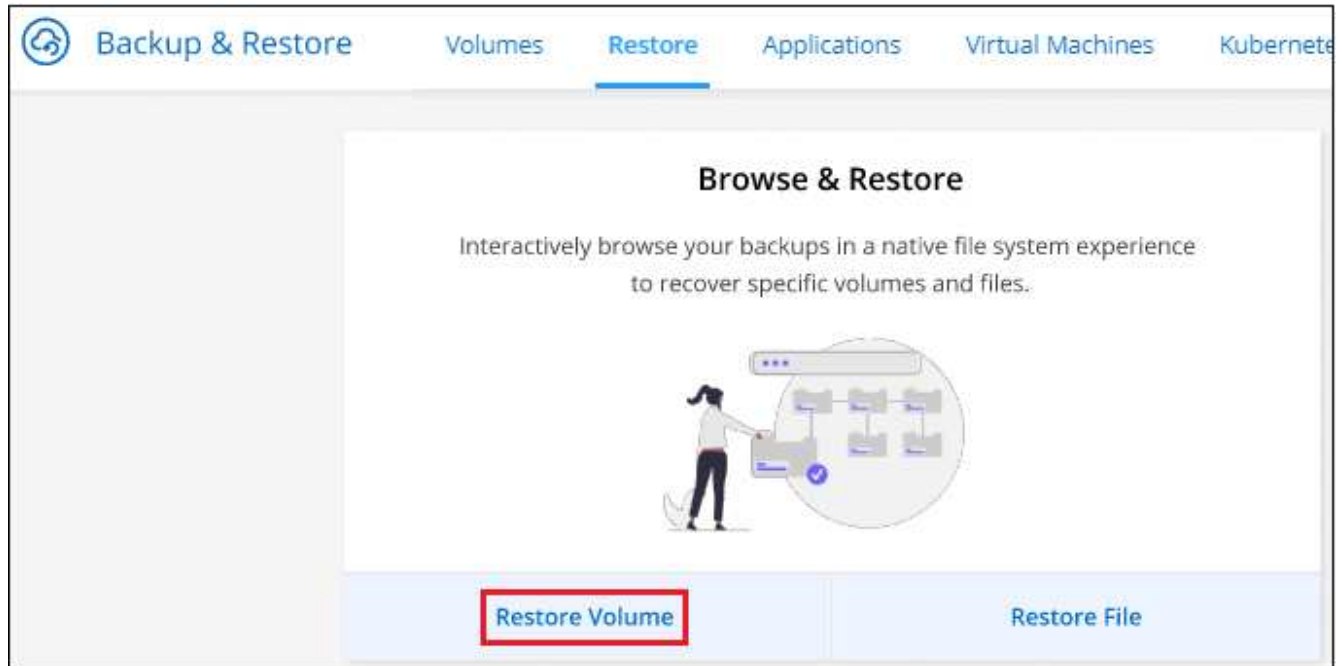 Backup & Restore Volumes Restore Applications Virtual Machines Kubernete
Browse & Restore
Interactively browse your backups in a native file system experience
to recover specific volumes and files.
Restore Volume Restore File